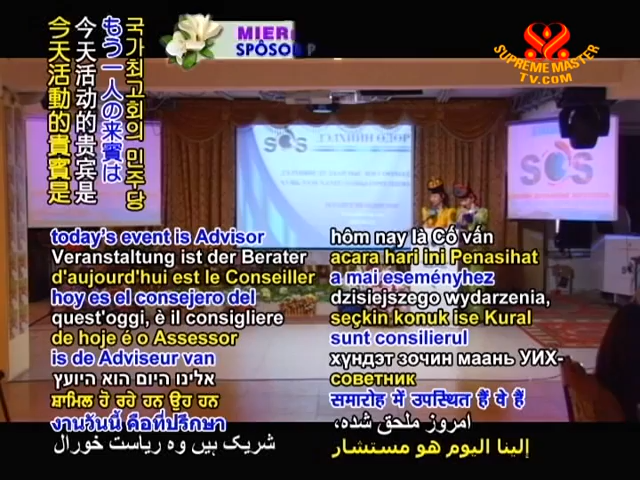 今天活動的貴賓是
今天活动的贵宾是
もう一人の来賓は
국가최고회의 민주당
MIER
SPÔSOB P
SUPREME MASTER
TV.COM
SOS
SOS
today's event is Advisor
Veranstaltung ist der Berater
d'aujourd'hui est le Conseiller
hoy es el consejero del
quest'oggi, è il consigliere
de hoje é o Assessor
is de Adviseur van
אלינו היום הוא היועץ
ਸ਼ਾਮਿਲ ਹੋ ਰਹੇ ਹਨ ਉਹ ਹਨ
งานวันนี้ คือที่ปรึกษา
شریک ہیں وہ ریاست خورال
hôm nay là Cố vấn
acara hari ini Penasihat
a mai eseményhez
dzisiejszego wydarzenia,
seçkin konuk ise Kural
sunt consilierul
хүндэт зочин маань УИХ-
советник
समारोह में उपस्थित हैं वे हैं
امروز ملحق شده،
إلينا اليوم هو مستشار